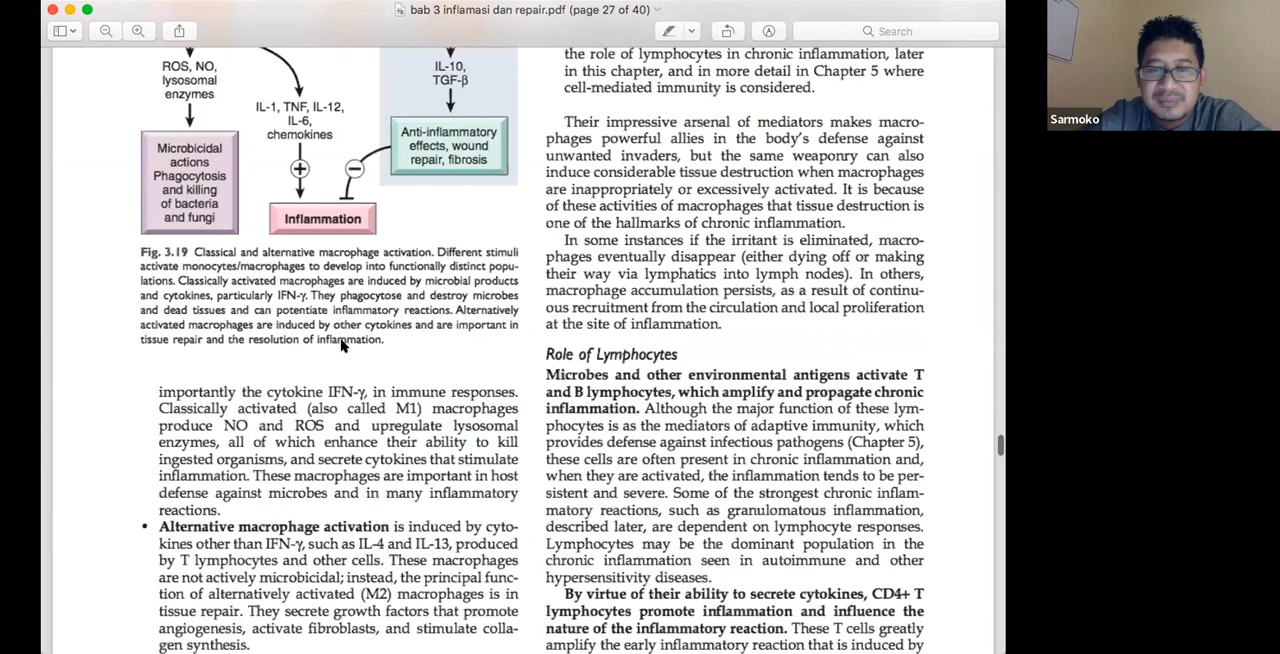 bab 3 inflamasi dan repair.pdf (page 27 of 40)
Search
Sarmoko
ROS, NO,
lysosomal
enzymes
IL-1, TNF, IL-12,
IL-6,
chemokines
IL-10,
TGF-β
Microbicidal
actions
Phagocytosis
and killing
of bacteria
and fungi
Anti-inflammatory
effects, wound
repair, fibrosis
+
−
Inflammation
Fig. 3.19 Classical and alternative macrophage activation. Different stimuli
activate monocytes/macrophages to develop into functionally distinct popu-
lations. Classically activated macrophages are induced by microbial products
and cytokines, particularly IFN-γ. They phagocytose and destroy microbes
and dead tissues and can potentiate inflammatory reactions. Alternatively
activated macrophages are induced by other cytokines and are important in
tissue repair and the resolution of inflammation.
importantly the cytokine IFN-γ, in immune responses.
Classically activated (also called M1) macrophages
produce NO and ROS and upregulate lysosomal
enzymes, all of which enhance their ability to kill
ingested organisms, and secrete cytokines that stimulate
inflammation. These macrophages are important in host
defense against microbes and in many inflammatory
reactions.
• Alternative macrophage activation is induced by cyto-
kines other than IFN-γ, such as IL-4 and IL-13, produced
by T lymphocytes and other cells. These macrophages
are not actively microbicidal; instead, the principal func-
tion of alternatively activated (M2) macrophages is in
tissue repair. They secrete growth factors that promote
angiogenesis, activate fibroblasts, and stimulate colla-
gen synthesis.
the role of lymphocytes in chronic inflammation, later
in this chapter, and in more detail in Chapter 5 where
cell-mediated immunity is considered.
Their impressive arsenal of mediators makes macro-
phages powerful allies in the body's defense against
unwanted invaders, but the same weaponry can also
induce considerable tissue destruction when macrophages
are inappropriately or excessively activated. It is because
of these activities of macrophages that tissue destruction is
one of the hallmarks of chronic inflammation.
In some instances if the irritant is eliminated, macro-
phages eventually disappear (either dying off or making
their way via lymphatics into lymph nodes). In others,
macrophage accumulation persists, as a result of continu-
ous recruitment from the circulation and local proliferation
at the site of inflammation.
Role of Lymphocytes
Microbes and other environmental antigens activate T
and B lymphocytes, which amplify and propagate chronic
inflammation. Although the major function of these lym-
phocytes is as the mediators of adaptive immunity, which
provides defense against infectious pathogens (Chapter 5),
these cells are often present in chronic inflammation and,
when they are activated, the inflammation tends to be per-
sistent and severe. Some of the strongest chronic inflam-
matory reactions, such as granulomatous inflammation,
described later, are dependent on lymphocyte responses.
Lymphocytes may be the dominant population in the
chronic inflammation seen in autoimmune and other
hypersensitivity diseases.
By virtue of their ability to secrete cytokines, CD4+ T
lymphocytes promote inflammation and influence the
nature of the inflammatory reaction. These T cells greatly
amplify the early inflammatory reaction that is induced by